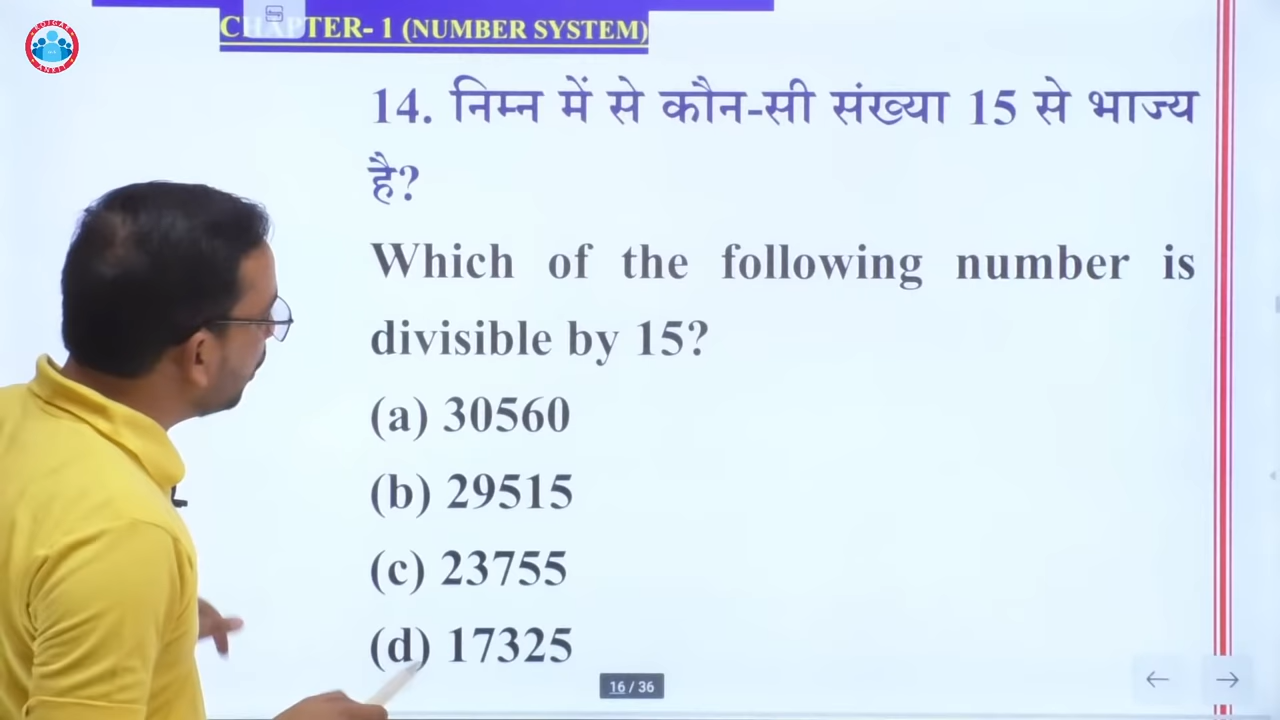 CHAPTER- 1 (NUMBER SYSTEM)
14. निम्न में से कौन-सी संख्या 15 से भाज्य
है?
Which of the following number is
divisible by 15?
(a) 30560
(b) 29515
(c) 23755
(d) 17325
16 / 36